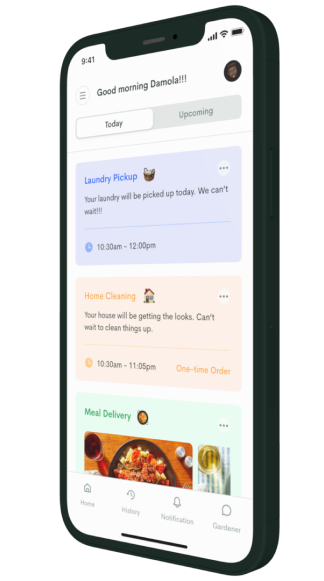 9:41
Good morning Damola!!!
Today
Upcoming
Laundry Pickup
Your laundry will be picked up today. We can't
wait!!!
10:30am - 12:00pm
Home Cleaning
Your house will be getting the looks. Can't
wait to clean things up.
10:30am - 11:05pm
One-time Order
Meal Delivery
Home
History
Notification
Gardener